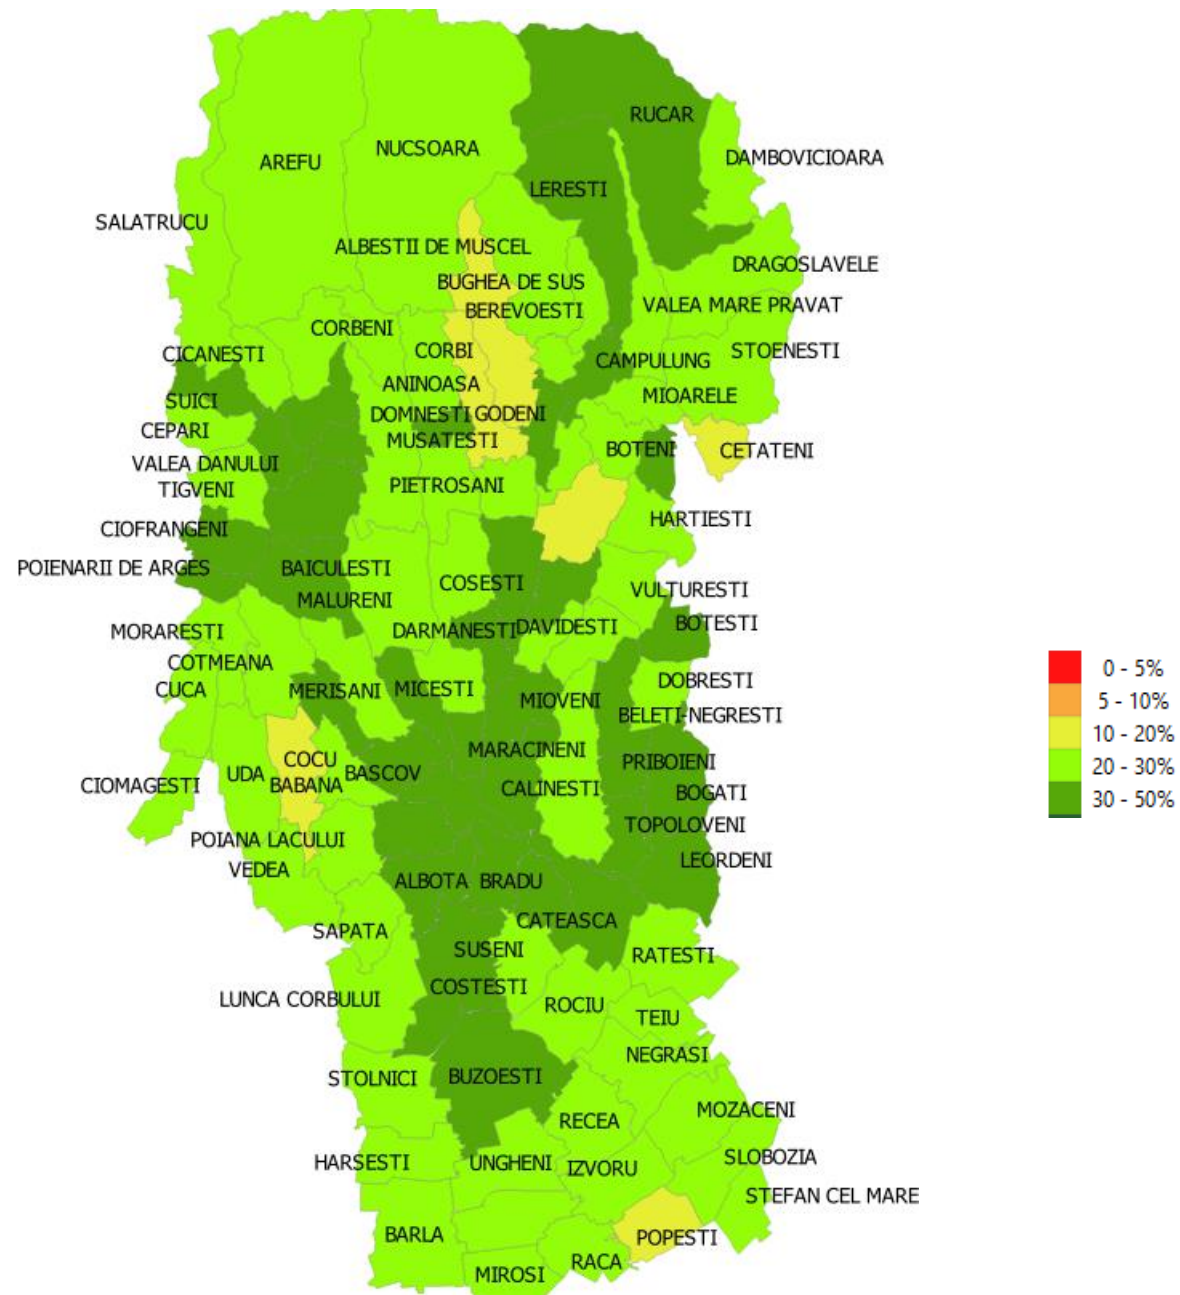 RUCAR
NUCSOARA
DAMBOVICIOARA
AREFU
LERESTI
SALATRUCU
ALBESTII DE MUSCEL
DRAGOSLAVELE
BUGHEA DE SUS
VALEA MARE PRAVAT
BEREVOESTI
CORBENI
CORBI
STOENESTI
CICANESTI
CAMPULUNG
ANINOASA
MIOARELE
SUICI
DOMNESTI
GODENI
CEPARI
MUSATESTI
BOTENI
CETATENI
VALEA DANULUI
TIGVENI
PIETROSANI
HARTIESTI
CIOFRANGENI
POIENARII DE ARGES
BAICULESTI
COSESTI
VULTURESTI
MALURENI
BOTESTI
MORARESTI
DARMANESTI
DAVIDESTI
COTMEANA
0 - 5%
DOBRESTI
CUCA
MERISANI
MICESTI
MIOVENI
5 - 10%
BELETI-NEGRESTI
10 - 20%
MARACINENI
COCU
PRIBOIENI
20 - 30%
UDA
BASCOV
CIOMAGESTI
BABANA
CALINESTI
BOGATI
30 - 50%
TOPOLOVENI
POIANA LACULUI
LEORDENI
VEDEA
ALBOTA
BRADU
CATEASCA
SAPATA
SUSENI
RATESTI
COSTESTI
LUNCA CORBULUI
ROCIU
TEIU
NEGRASI
STOLNICI
BUZOESTI
MOZACENI
RECEA
SLOBOZIA
HARSESTI
UNGHENI
IZVORU
STEFAN CEL MARE
BARLA
POPESTI
RACA
MIROSI